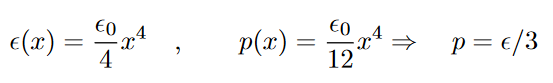 ϵ(x) = ϵ₀/4 x⁴ , p(x) = ϵ₀/12 x⁴ ⇒ p = ϵ/3